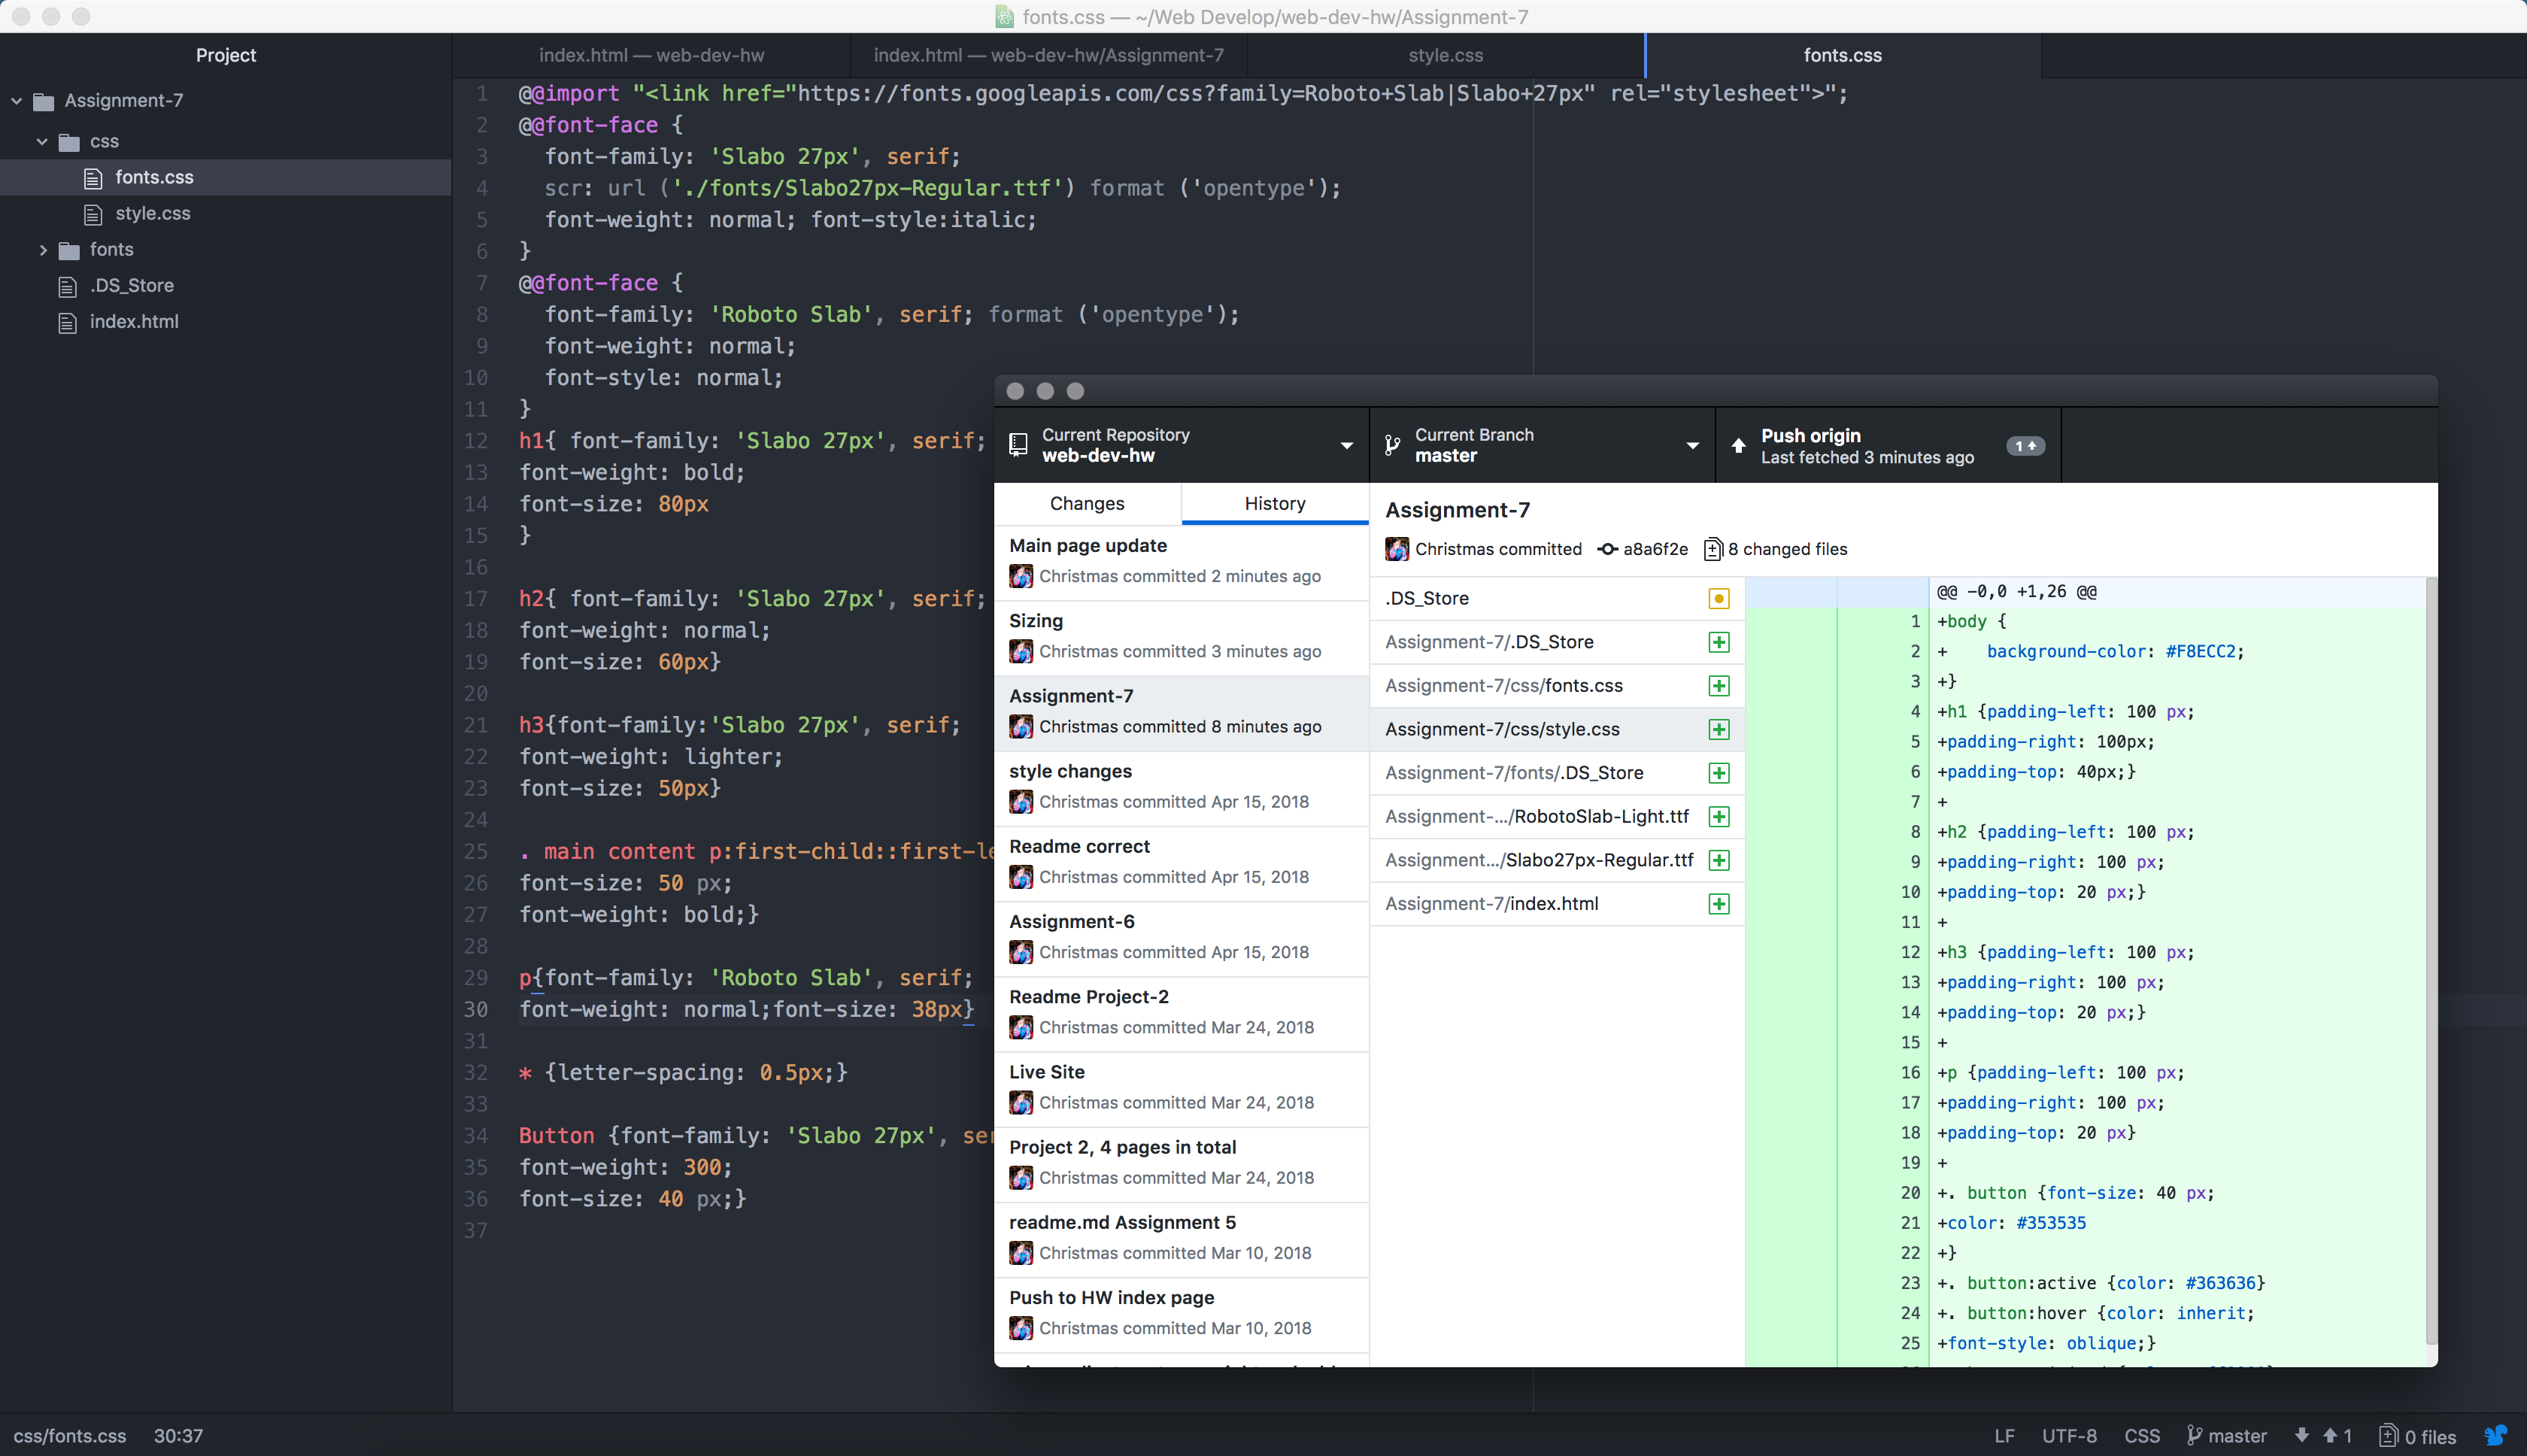 fonts.css — ~/Web Develop/web-dev-hw/Assignment-7
Project
index.html — web-dev-hw
index.html — web-dev-hw/Assignment-7
style.css
fonts.css
Assignment-7
css
fonts.css
style.css
fonts
.DS_Store
index.html
1 @@import "<link href="https://fonts.googleapis.com/css?family=Roboto+Slab|Slabo+27px" rel="stylesheet">";
2 @@font-face {
3 font-family: 'Slabo 27px', serif;
4 scr: url ('./fonts/Slabo27px-Regular.ttf') format ('opentype');
5 font-weight: normal; font-style:italic;
6 }
7 @@font-face {
8 font-family: 'Roboto Slab', serif; format ('opentype');
9 font-weight: normal;
10 font-style: normal;
11 }
12 h1{ font-family: 'Slabo 27px', serif;
13 font-weight: bold;
14 font-size: 80px
15 }
16
17 h2{ font-family: 'Slabo 27px', serif;
18 font-weight: normal;
19 font-size: 60px}
20
21 h3{font-family:'Slabo 27px', serif;
22 font-weight: lighter;
23 font-size: 50px}
24
25 . main content p:first-child::first-le
26 font-size: 50 px;
27 font-weight: bold;}
28
29 p{font-family: 'Roboto Slab', serif;
30 font-weight: normal;font-size: 38px}
31
32 * {letter-spacing: 0.5px;}
33
34 Button {font-family: 'Slabo 27px', ser
35 font-weight: 300;
36 font-size: 40 px;}
37
Current Repository
web-dev-hw
Current Branch
master
Push origin
Last fetched 3 minutes ago
1
Changes
History
Main page update
Christmas committed 2 minutes ago
Sizing
Christmas committed 3 minutes ago
Assignment-7
Christmas committed 8 minutes ago
style changes
Christmas committed Apr 15, 2018
Readme correct
Christmas committed Apr 15, 2018
Assignment-6
Christmas committed Apr 15, 2018
Readme Project-2
Christmas committed Mar 24, 2018
Live Site
Christmas committed Mar 24, 2018
Project 2, 4 pages in total
Christmas committed Mar 24, 2018
readme.md Assignment 5
Christmas committed Mar 10, 2018
Push to HW index page
Christmas committed Mar 10, 2018
Assignment-7
Christmas committed a8a6f2e 8 changed files
.DS_Store
Assignment-7/.DS_Store
Assignment-7/css/fonts.css
Assignment-7/css/style.css
Assignment-7/fonts/.DS_Store
Assignment-.../RobotoSlab-Light.ttf
Assignment.../Slabo27px-Regular.ttf
Assignment-7/index.html
@@ -0,0 +1,26 @@
1 +body {
2 + background-color: #F8ECC2;
3 +}
4 +h1 {padding-left: 100 px;
5 +padding-right: 100px;
6 +padding-top: 40px;}
7 +
8 +h2 {padding-left: 100 px;
9 +padding-right: 100 px;
10 +padding-top: 20 px;}
11 +
12 +h3 {padding-left: 100 px;
13 +padding-right: 100 px;
14 +padding-top: 20 px;}
15 +
16 +p {padding-left: 100 px;
17 +padding-right: 100 px;
18 +padding-top: 20 px}
19 +
20 +. button {font-size: 40 px;
21 +color: #353535
22 +}
23 +. button:active {color: #363636}
24 +. button:hover {color: inherit;
25 +font-style: oblique;}
css/fonts.css 30:37
LF UTF-8 CSS master 1 0 files